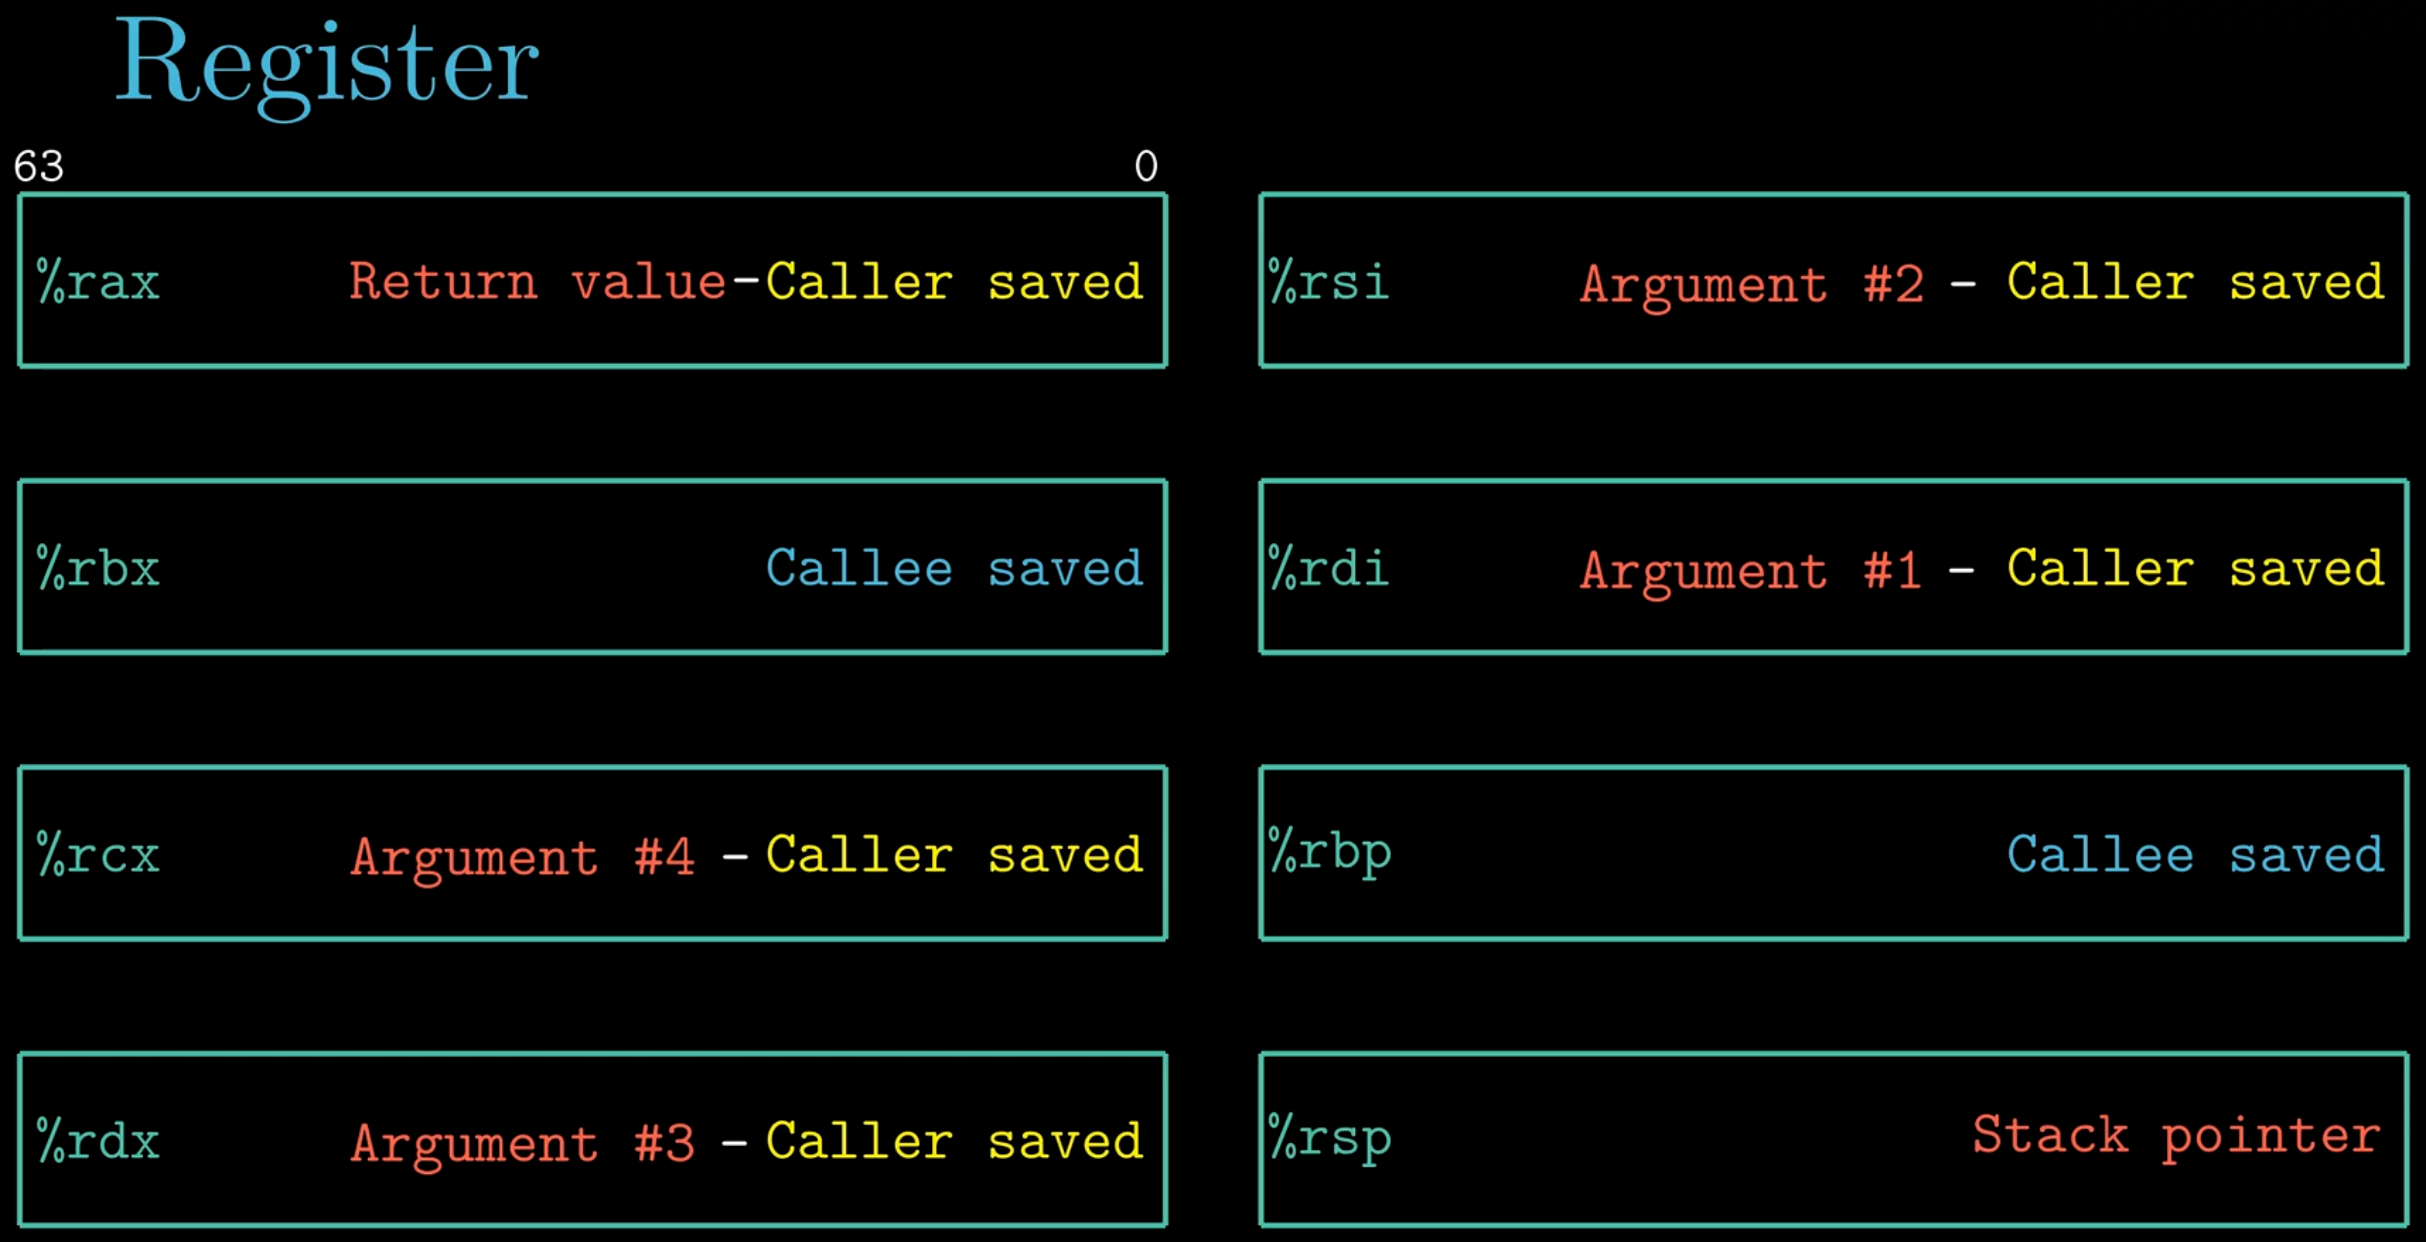 Register
63 0
%rax Return value-Caller saved
%rsi Argument #2 - Caller saved
%rbx Callee saved
%rdi Argument #1 - Caller saved
%rcx Argument #4 -Caller saved
%rbp Callee saved
%rdx Argument #3 -Caller saved
%rsp Stack pointer